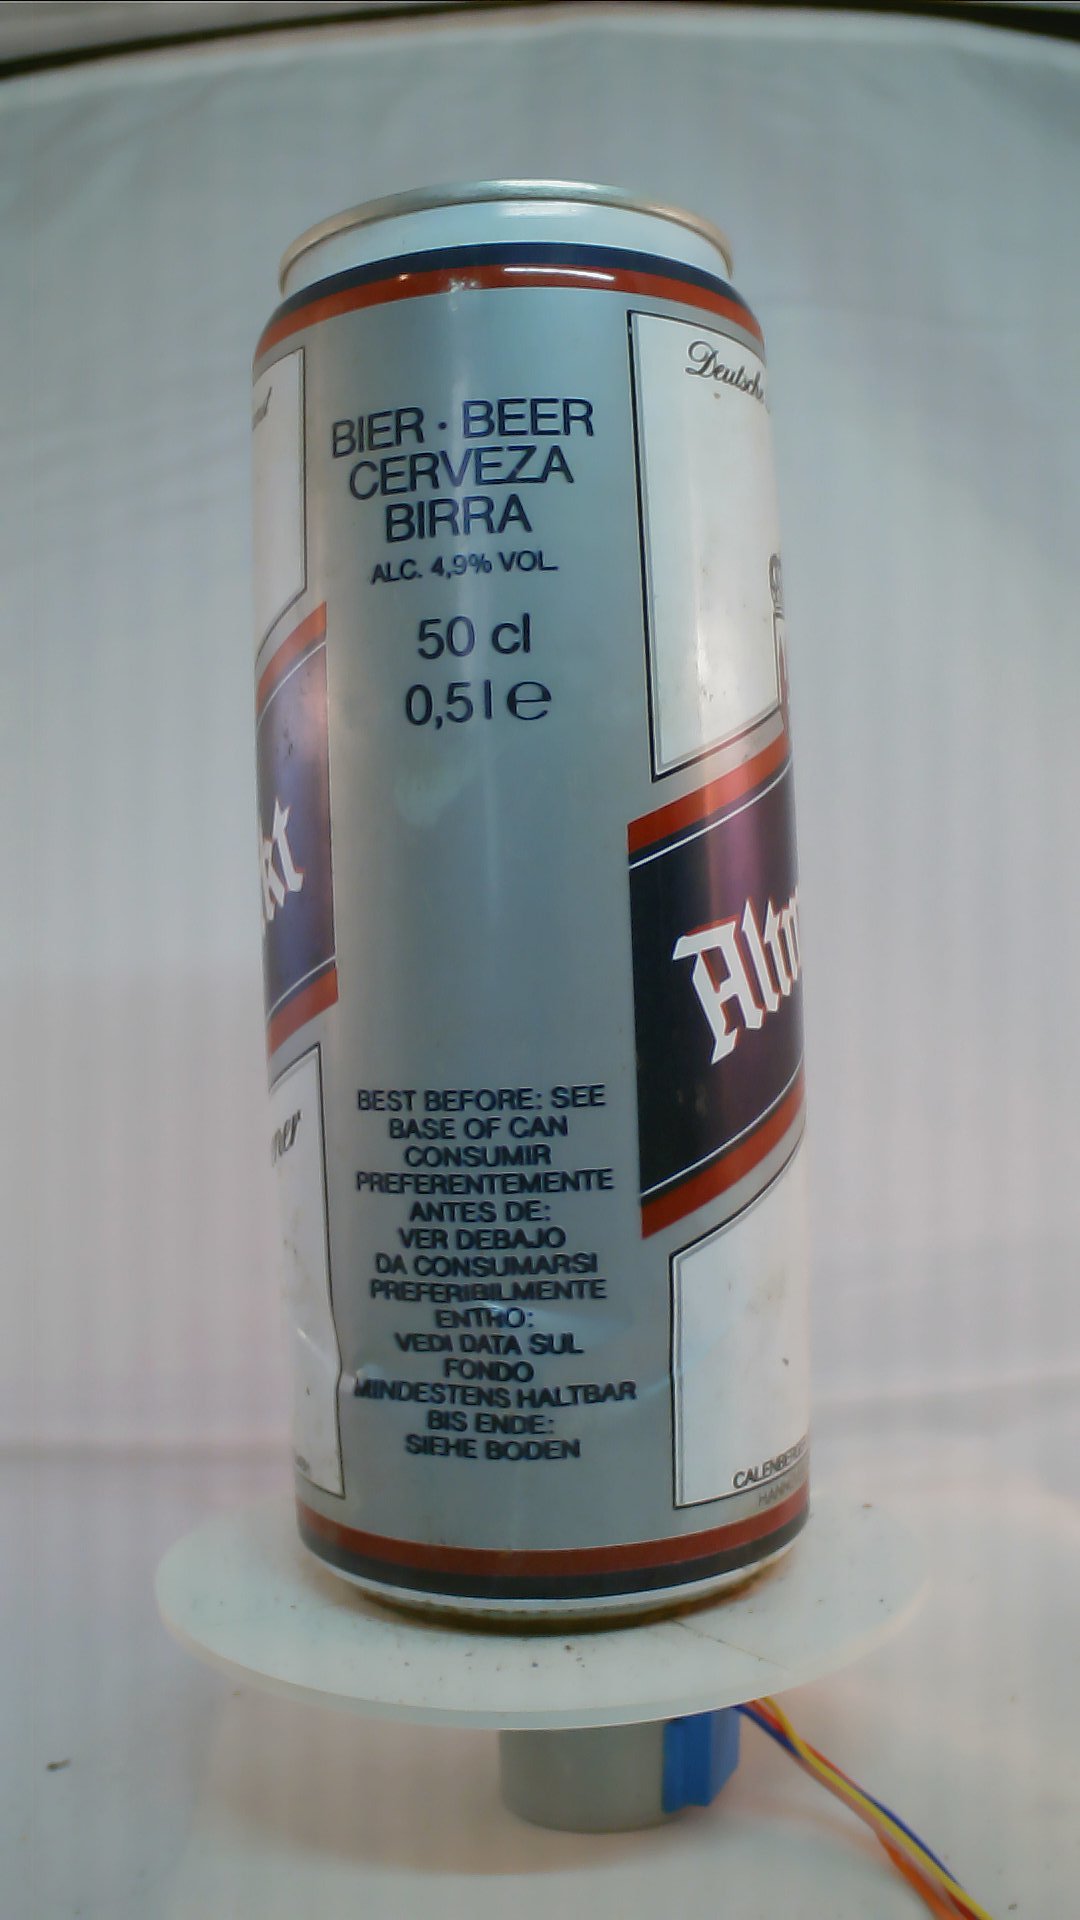 BIER · BEER
CERVEZA
BIRRA
ALC. 4,9% VOL
50 cl
0,5 l e
BEST BEFORE: SEE
BASE OF CAN
CONSUMIR
PREFERENTEMENTE
ANTES DE:
VER DEBAJO
DA CONSUMARSI
PREFERIBILMENTE
ENTRO:
VEDI DATA SUL
FONDO
MINDESTENS HALTBAR
BIS ENDE:
SIEHE BODEN
Deutsche